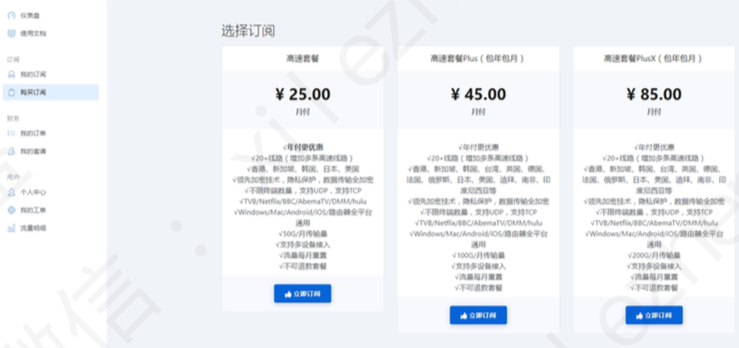 仪表盘
使用文档
订阅
我的订阅
购买订阅
财务
我的订单
我的邀请
用户
个人中心
我的工单
流量明细
选择订阅
高速套餐
¥ 25.00
月付
√年付更优惠
√20+线路（增加多条高速线路）
√香港、新加坡、韩国、日本、美国
√领先加密技术，隐私保护，数据传输全加密
√不限终端数量，支持UDP，支持TCP
√TVB/Netflix/BBC/AbemaTV/DMM/hulu
√Windows/Mac/Android/iOS/路由器全平台
通用
√50G/月传输量
√支持多设备接入
√流量每月重置
√不可退款套餐
立即订阅
高速套餐Plus（包年包月）
¥ 45.00
月付
√年付更优惠
√20+线路（增加多条高速线路）
√香港、新加坡、韩国、台湾、英国、德国、
法国、俄罗斯、日本、美国、迪拜、南非、印
度尼西亚等
√领先加密技术，隐私保护，数据传输全加密
√不限终端数量，支持UDP，支持TCP
√TVB/Netflix/BBC/AbemaTV/DMM/hulu
√Windows/Mac/Android/iOS/路由器全平台
通用
√100G/月传输量
√支持多设备接入
√流量每月重置
√不可退款套餐
立即订阅
高速套餐PlusX（包年包月）
¥ 85.00
月付
√年付更优惠
√20+线路（增加多条高速线路）
√香港、新加坡、韩国、台湾、英国、德国、
法国、俄罗斯、日本、美国、迪拜、南非、印
度尼西亚等
√领先加密技术，隐私保护，数据传输全加密
√不限终端数量，支持UDP，支持TCP
√TVB/Netflix/BBC/AbemaTV/DMM/hulu
√Windows/Mac/Android/iOS/路由器全平台
通用
√200G/月传输量
√支持多设备接入
√流量每月重置
√不可退款套餐
立即订阅